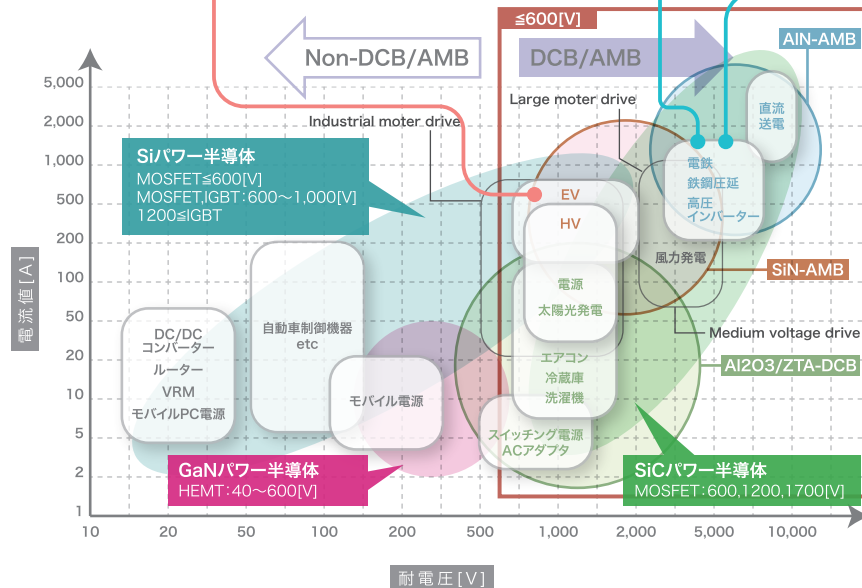 ≦600[V]
Non-DCB/AMB
DCB/AMB
AlN-AMB
5,000
2,000
1,000
500
200
100
50
20
10
5
2
1
電流値[A]
Large moter drive
Industrial moter drive
直流
送電
Siパワー半導体
MOSFET≦600[V]
MOSFET,IGBT:600〜1,000[V]
1200≦IGBT
電鉄
鉄鋼圧延
高圧
インバーター
EV
HV
風力発電
SiN-AMB
電源
太陽光発電
DC/DC
コンバーター
ルーター
VRM
モバイルPC電源
自動車制御機器
etc
Medium voltage drive
エアコン
冷蔵庫
洗濯機
Al2O3/ZTA-DCB
モバイル電源
スイッチング電源
ACアダプタ
GaNパワー半導体
HEMT:40〜600[V]
SiCパワー半導体
MOSFET:600,1200,1700[V]
10
20
50
100
200
500
1,000
2,000
5,000
10,000
耐電圧[V]